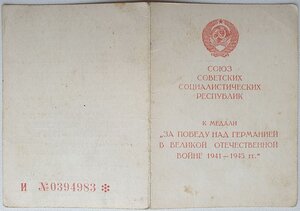 СОЮЗ
СОВЕТСКИХ
СОЦИАЛИСТИЧЕСКИХ
РЕСПУБЛИК
К МЕДАЛИ
„ЗА ПОБЕДУ НАД ГЕРМАНИЕЙ
В ВЕЛИКОЙ ОТЕЧЕСТВЕННОЙ
ВОЙНЕ 1941—1945 гг.“
И №0394983 *